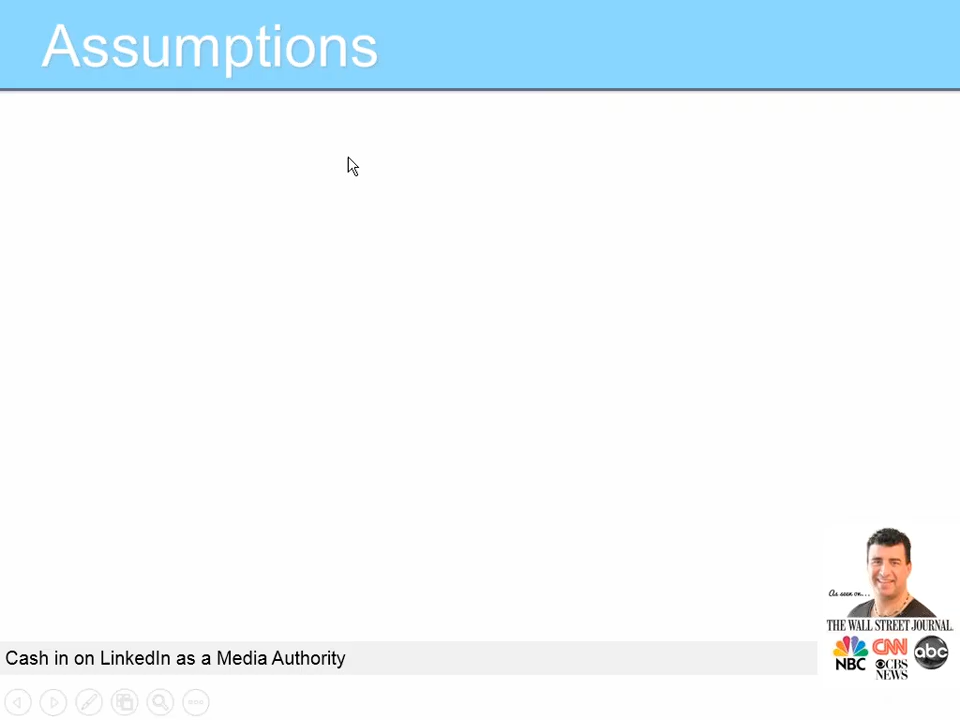 Assumptions
As seen on...
THE WALL STREET JOURNAL.
NBC CNN abc
CBS NEWS
Cash in on LinkedIn as a Media Authority